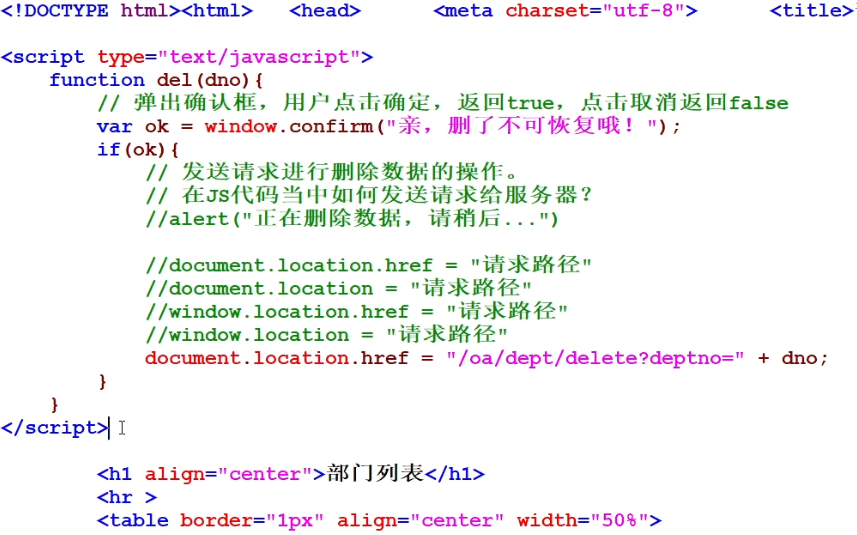 <!DOCTYPE html><html>   <head>      <meta charset="utf-8">      <title>
<script type="text/javascript">
    function del(dno){
        // 弹出确认框，用户点击确定，返回true，点击取消返回false
        var ok = window.confirm("亲，删了不可恢复哦！");
        if(ok){
            // 发送请求进行删除数据的操作。
            // 在JS代码当中如何发送请求给服务器？
            //alert("正在删除数据，请稍后...")
            //document.location.href = "请求路径"
            //document.location = "请求路径"
            //window.location.href = "请求路径"
            //window.location = "请求路径"
            document.location.href = "/oa/dept/delete?deptno=" + dno;
        }
    }
</script>
        <h1 align="center">部门列表</h1>
        <hr >
        <table border="1px" align="center" width="50%">